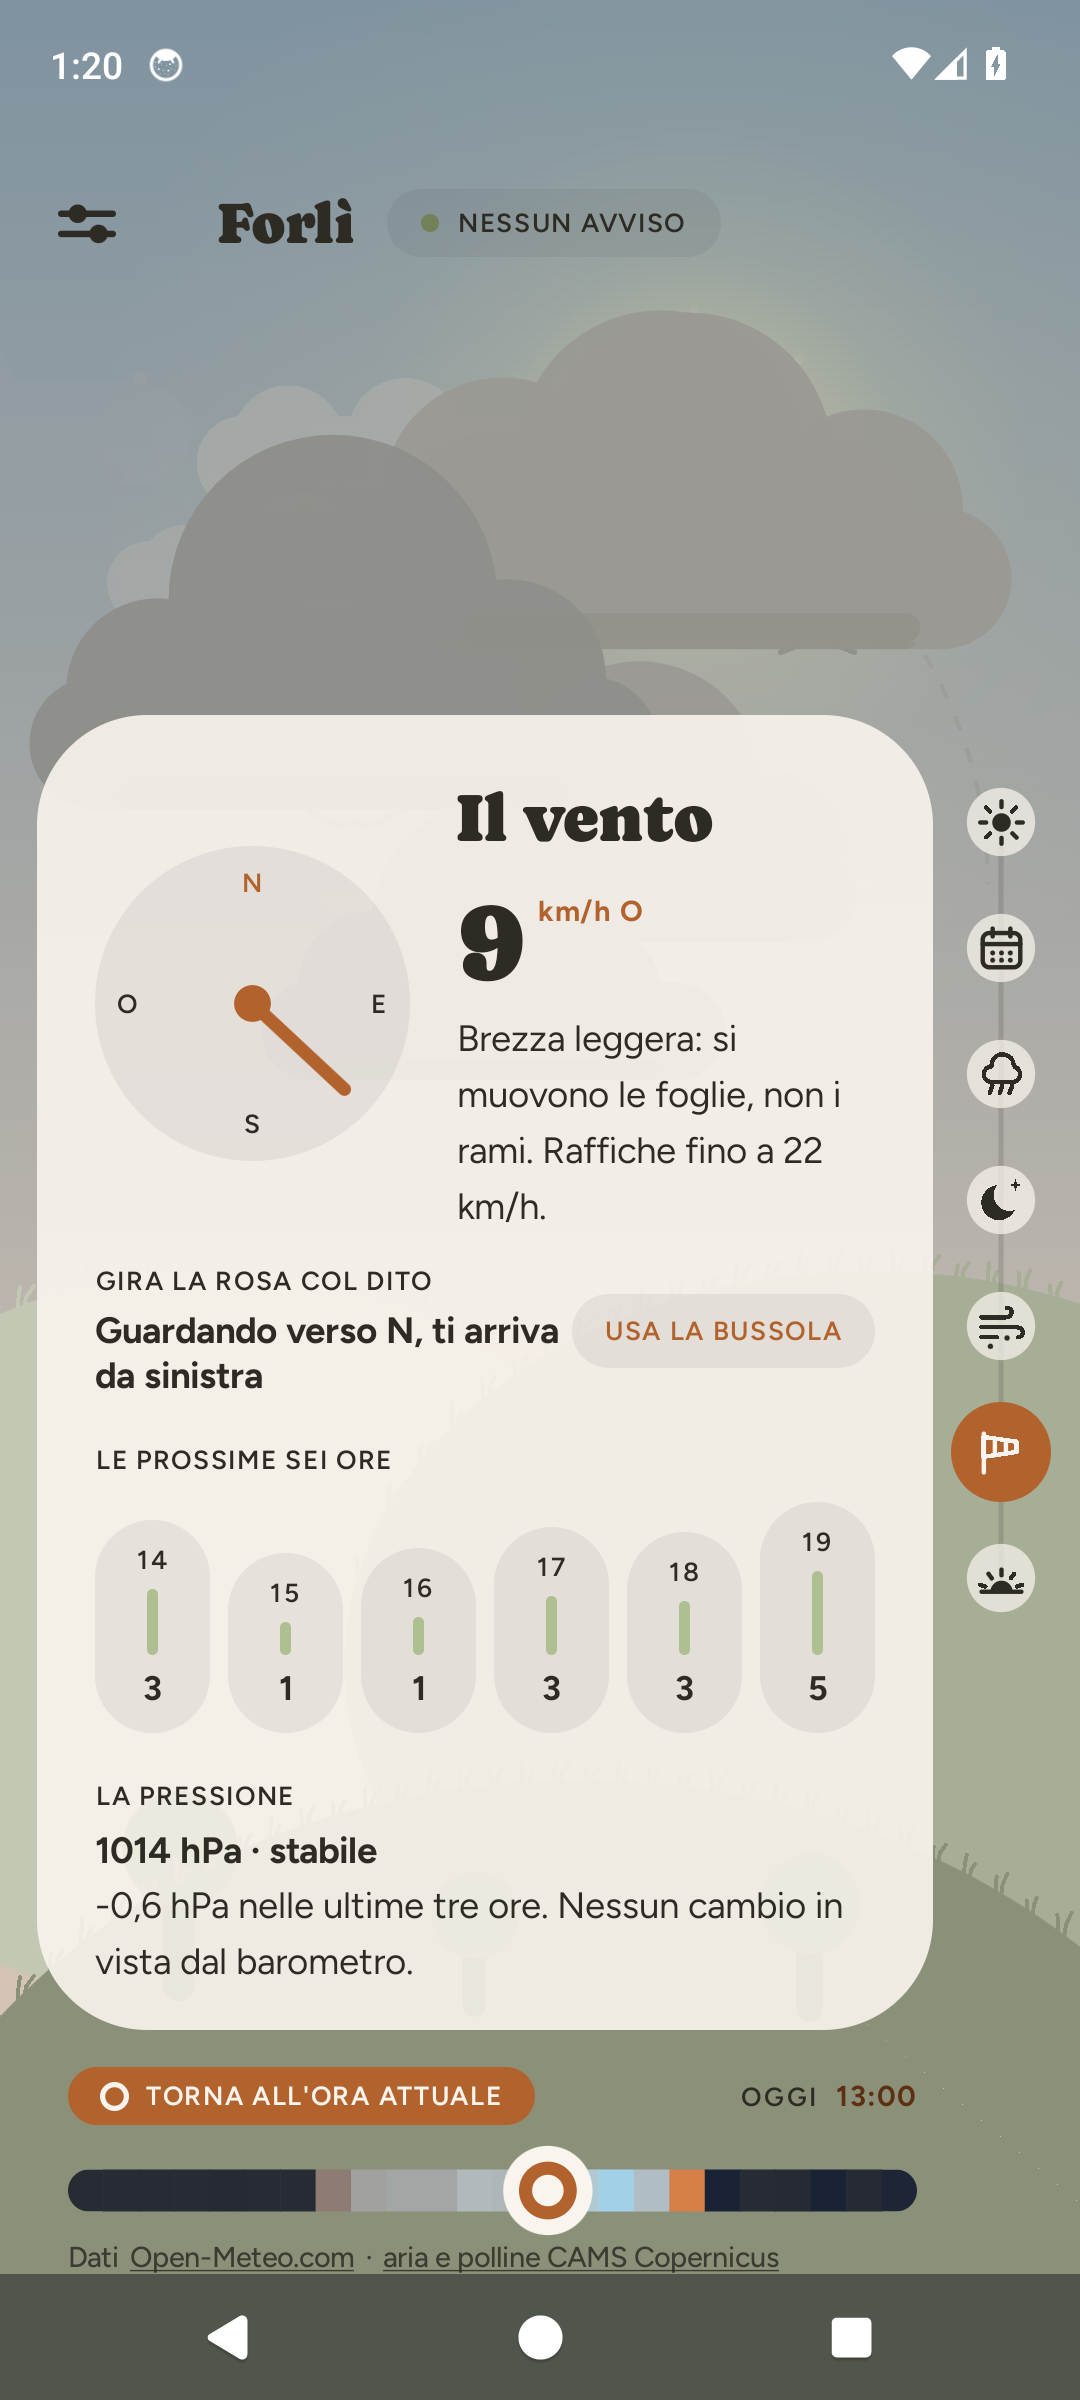 1:20
Forlì
NESSUN AVVISO
Il vento
9 km/h O
N
O
E
S
Brezza leggera: si
muovono le foglie, non i
rami. Raffiche fino a 22
km/h.
GIRA LA ROSA COL DITO
Guardando verso N, ti arriva
da sinistra
USA LA BUSSOLA
LE PROSSIME SEI ORE
14 15 16 17 18 19
3 1 1 3 3 5
LA PRESSIONE
1014 hPa · stabile
-0,6 hPa nelle ultime tre ore. Nessun cambio in
vista dal barometro.
TORNA ALL'ORA ATTUALE
OGGI 13:00
Dati Open-Meteo.com · aria e polline CAMS Copernicus